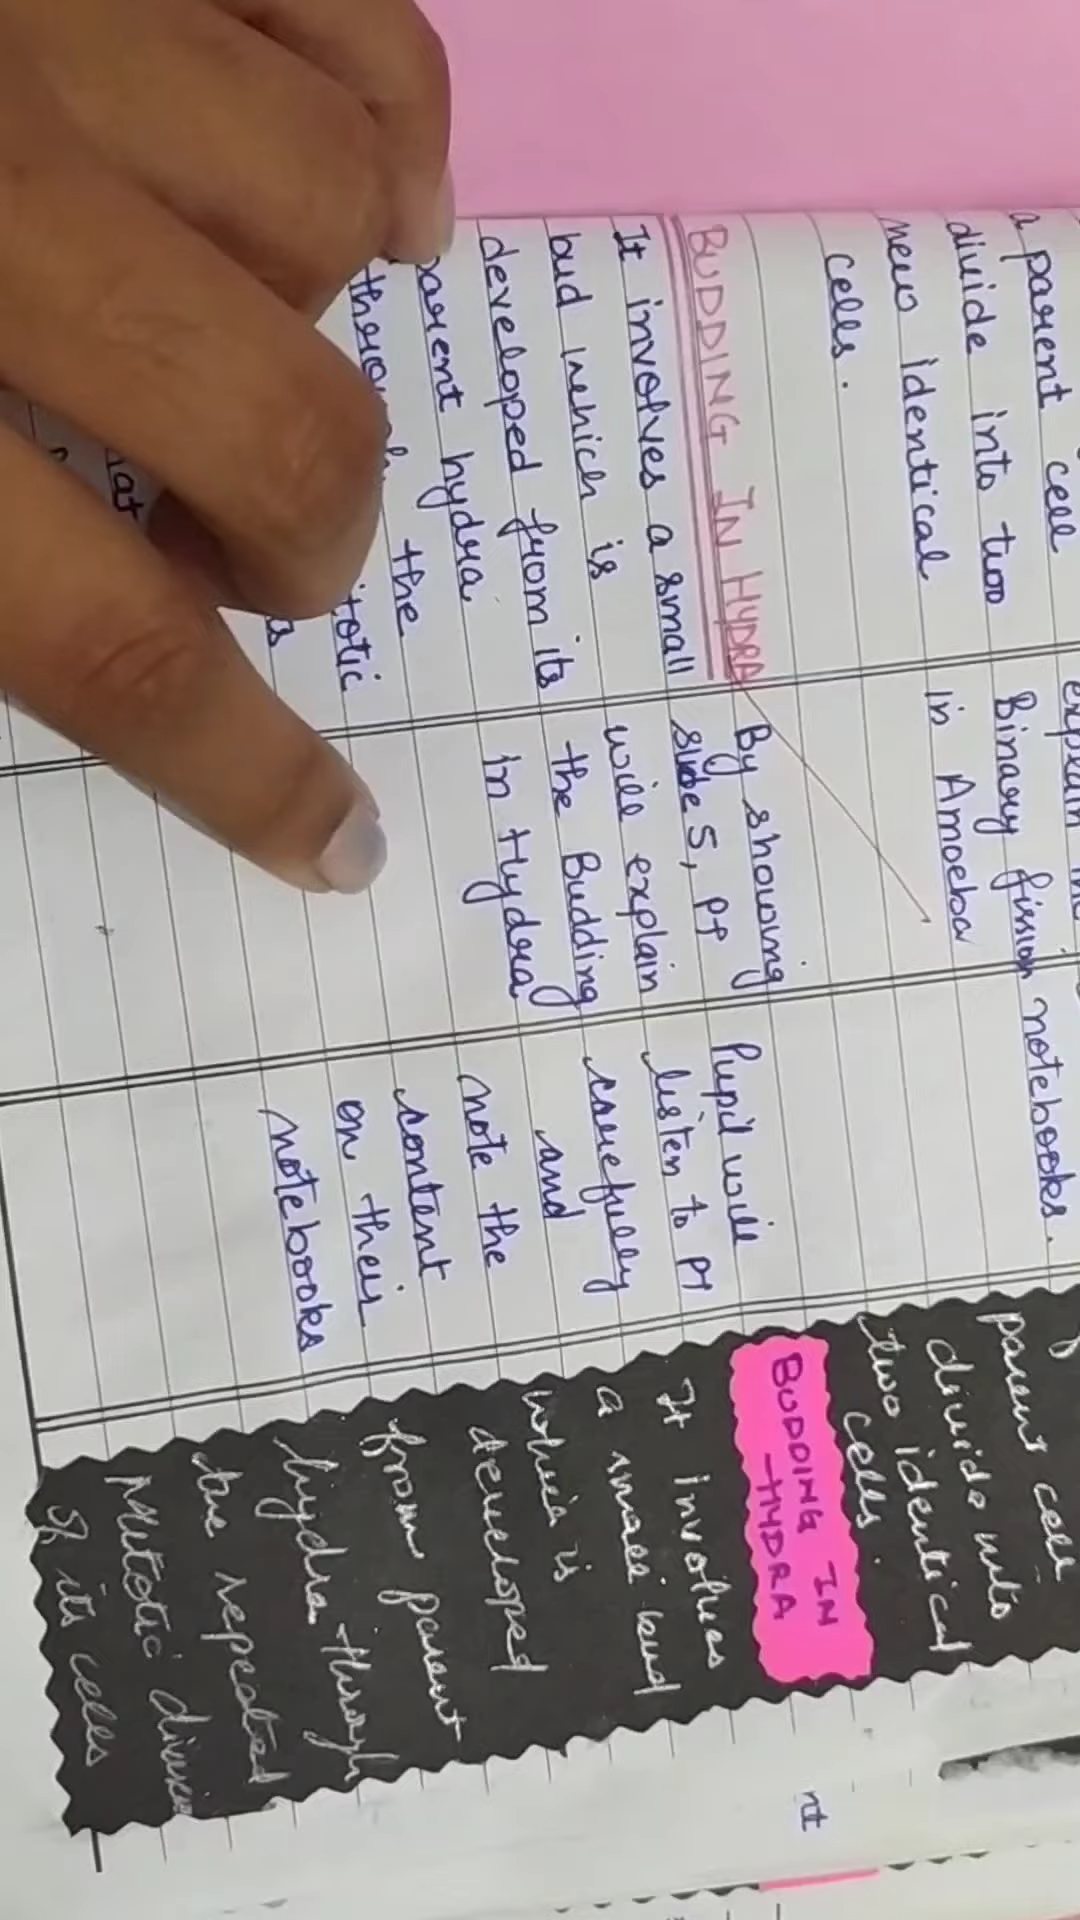 a parent cell
divide into two
new identical
cells.
BUDDING IN HYDRA
It involves a small
bud which is
developed from its
parent hydra
the
explain
Binary fission
in Amoeba
By showing
slide 5, PT
will explain
the Budding
in Hydra
notebooks.
Pupil will
listen to PT
carefully
and
note the
content
on their
notebooks
parent cell
divide into
two identical
cells.
BUDDING IN
HYDRA
It involves
a small bud
which is
developed
from parent
hydra through
the repeated
Mitotic
of its cells
nt